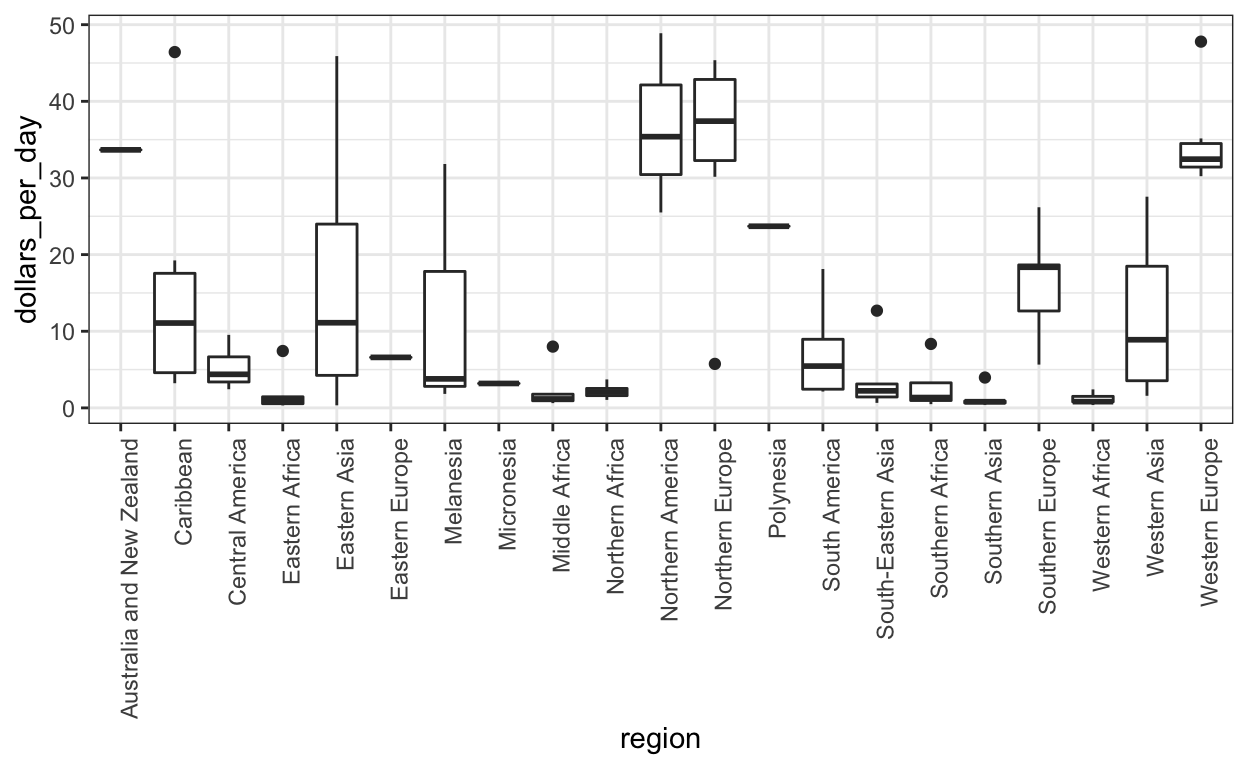 50
40
30
20
10
0
dollars_per_day
Australia and New Zealand
Caribbean
Central America
Eastern Africa
Eastern Asia
Eastern Europe
Melanesia
Micronesia
Middle Africa
Northern Africa
Northern America
Northern Europe
Polynesia
South America
South-Eastern Asia
Southern Africa
Southern Asia
Southern Europe
Western Africa
Western Asia
Western Europe
region